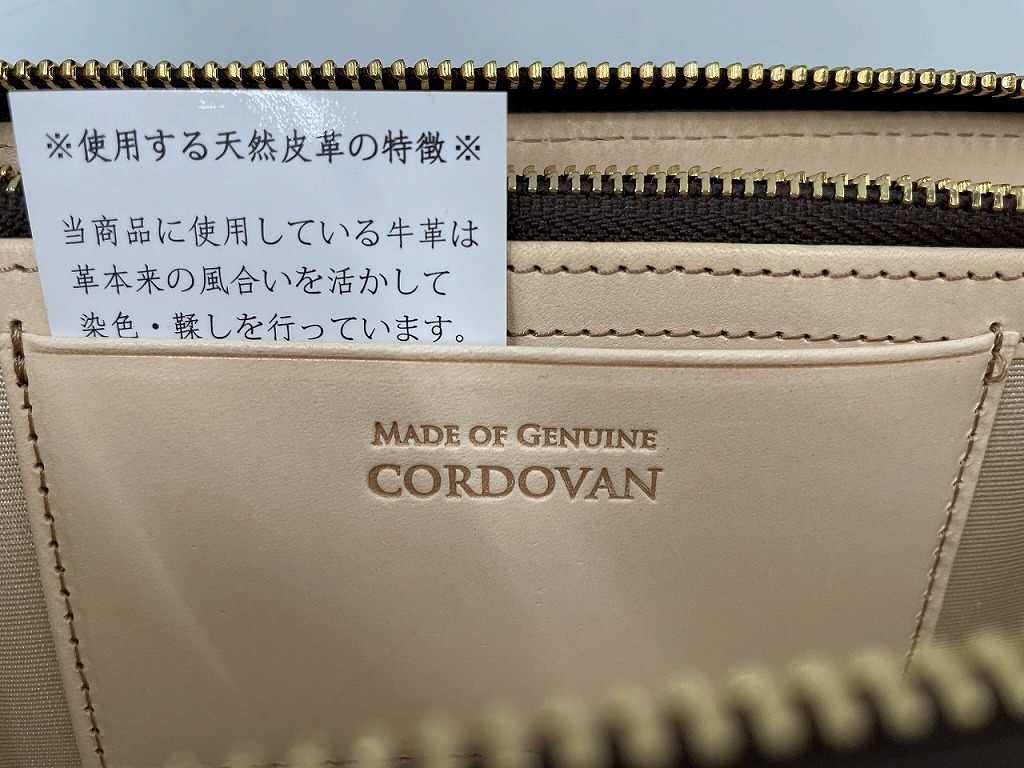 ※使用する天然皮革の特徴※
当商品に使用している牛革は
革本来の風合いを活かして
染色・鞣しを行っています。
MADE OF GENUINE
CORDOVAN